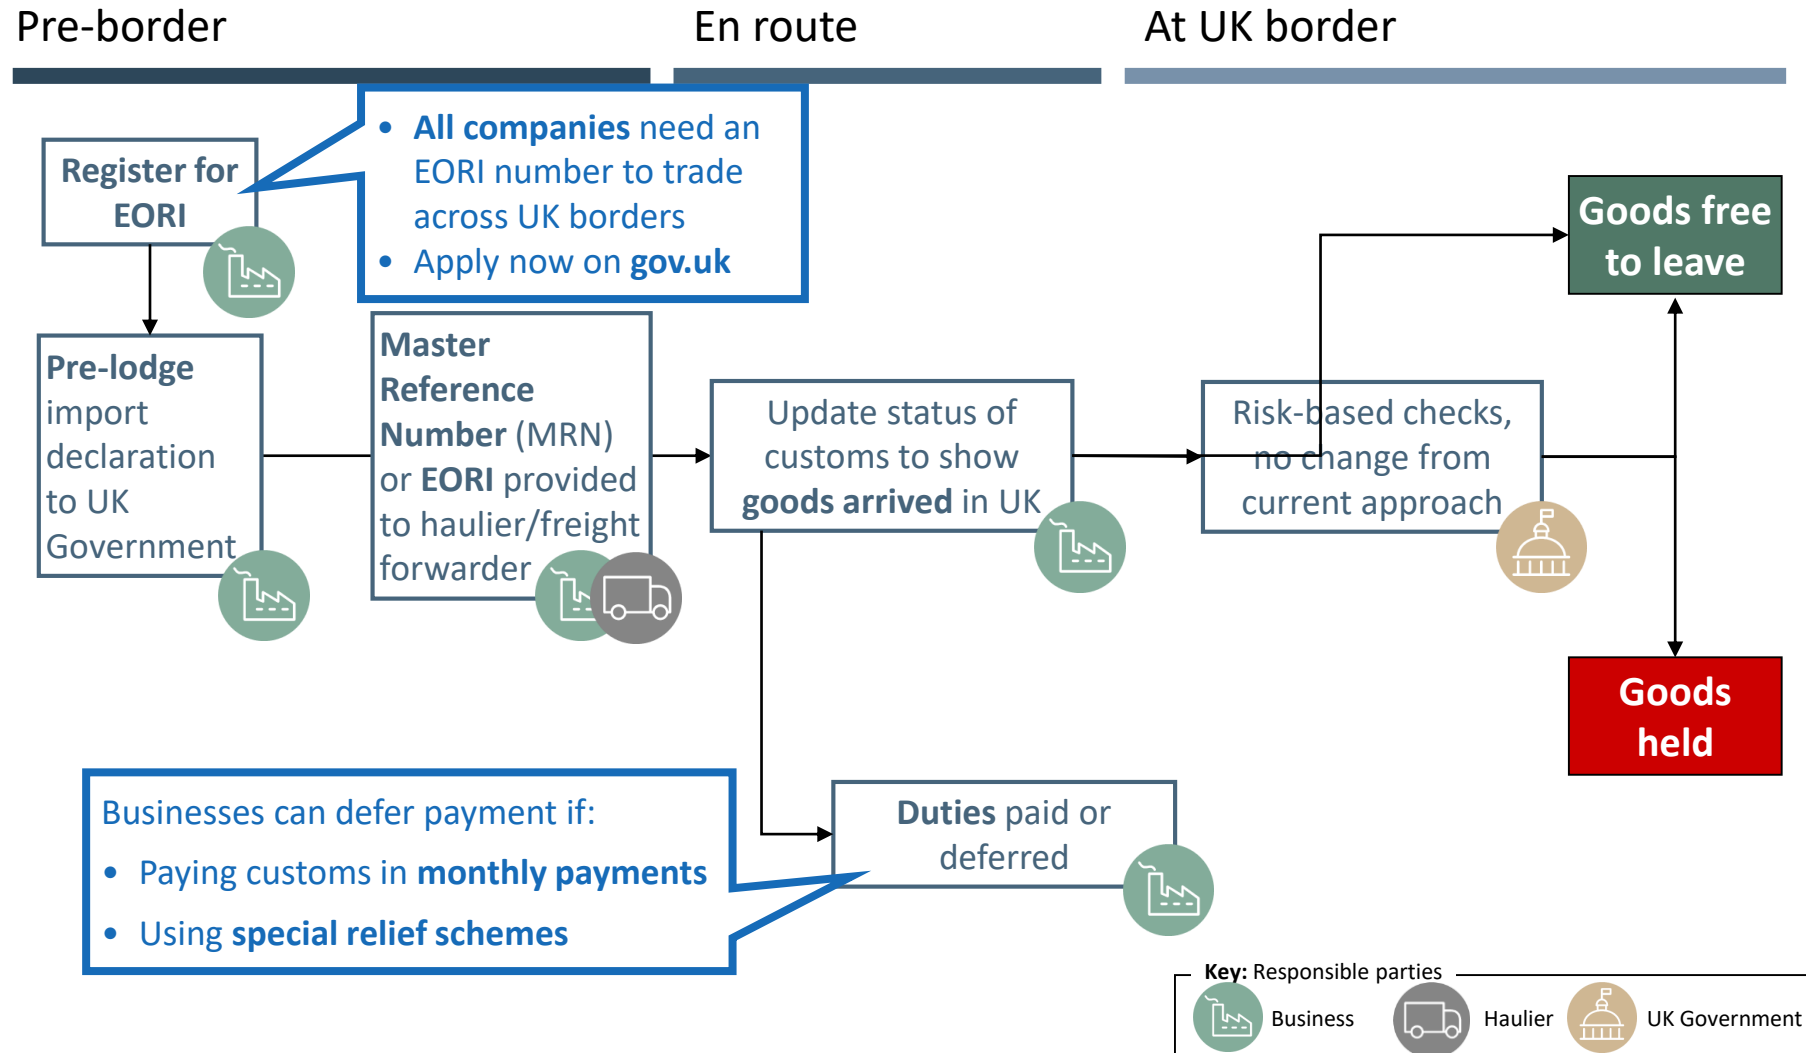 Pre-border
En route
At UK border
Register for
EORI
• All companies need an
EORI number to trade
across UK borders
• Apply now on gov.uk
Pre-lodge
import
declaration
to UK
Government
Master
Reference
Number (MRN)
or EORI provided
to haulier/freight
forwarder
Update status of
customs to show
goods arrived in UK
Risk-based checks,
no change from
current approach
Goods free
to leave
Goods
held
Businesses can defer payment if:
• Paying customs in monthly payments
• Using special relief schemes
Duties paid or
deferred
Key: Responsible parties
Business
Haulier
UK Government